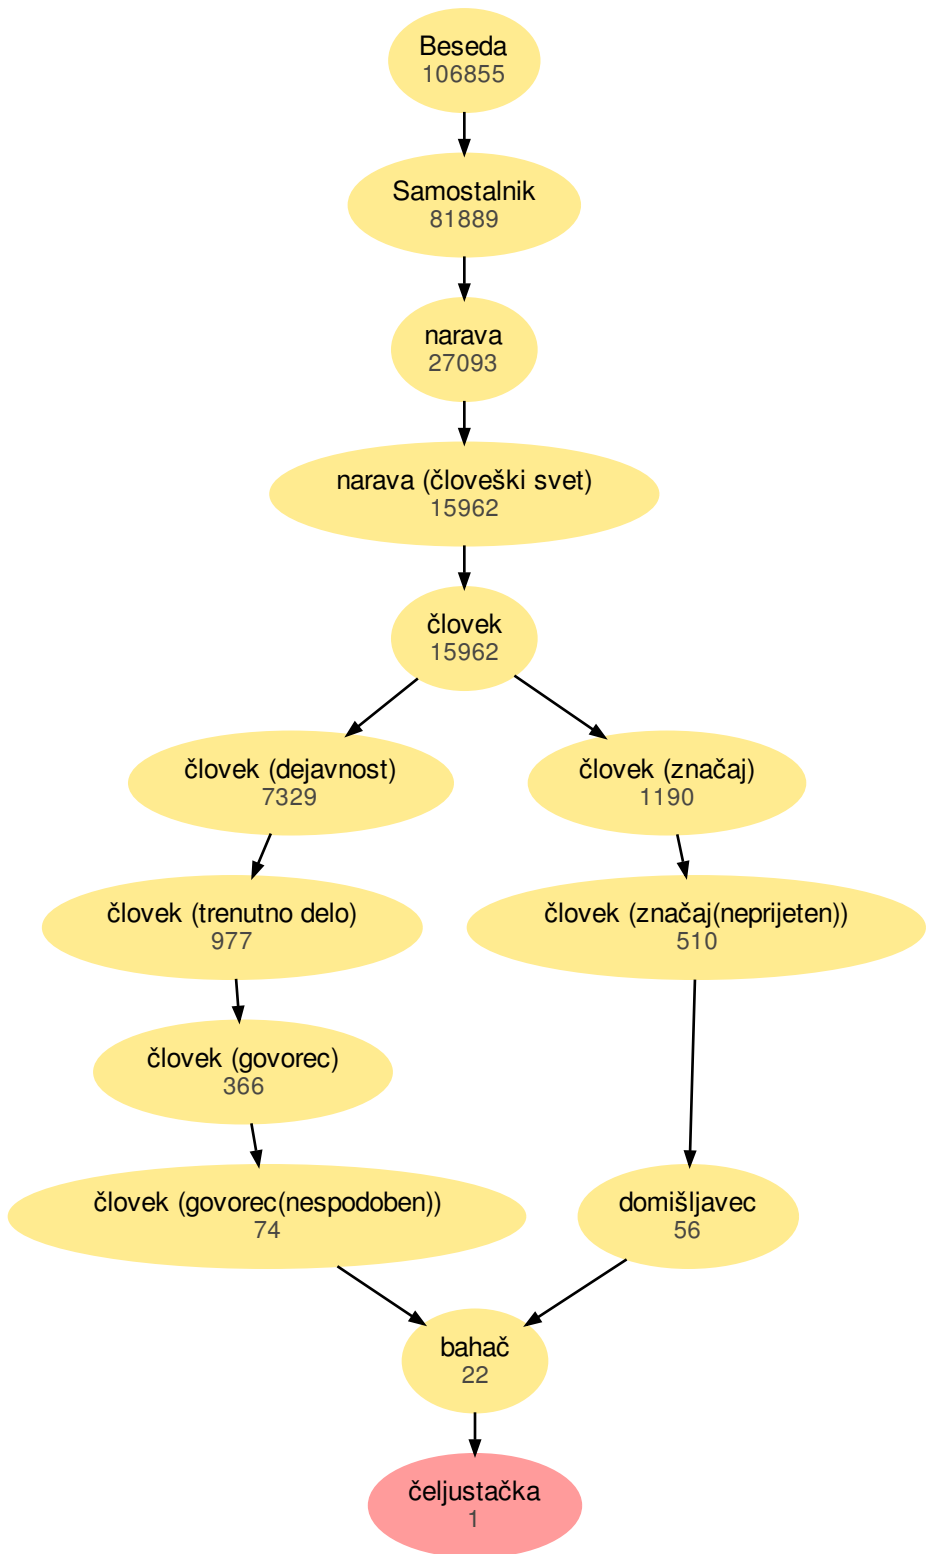 Beseda
106855
Samostalnik
81889
narava
27093
narava (človeški svet)
15962
človek
15962
človek (dejavnost)
7329
človek (značaj)
1190
človek (trenutno delo)
977
človek (značaj(neprijeten))
510
človek (govorec)
366
človek (govorec(nespodoben))
74
domišljavec
56
bahač
22
čeljustačka
1